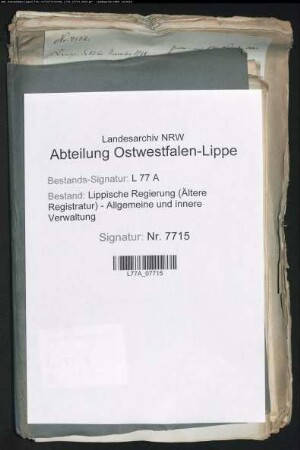 Landesarchiv NRW
Abteilung Ostwestfalen-Lippe
Bestands-Signatur: L 77 A
Bestand: Lippische Regierung (Ältere
Registratur) - Allgemeine und innere
Verwaltung
Signatur: Nr. 7715
L77A_07715